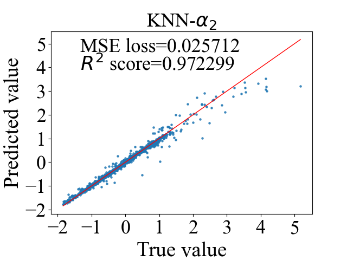 KNN-α₂
MSE loss=0.025712
R² score=0.972299
Predicted value
5
4
3
2
1
0
−1
−2
−2 −1 0 1 2 3 4 5
True value